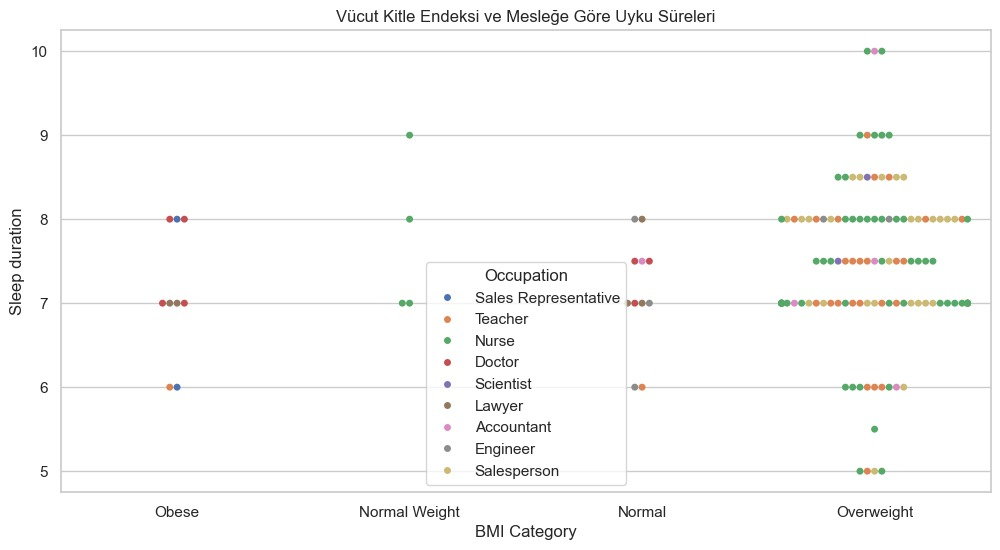 Vücut Kitle Endeksi ve Mesleğe Göre Uyku Süreleri
10
9
8
7
6
5
Sleep duration
Occupation
Sales Representative
Teacher
Nurse
Doctor
Scientist
Lawyer
Accountant
Engineer
Salesperson
Obese
Normal Weight
Normal
Overweight
BMI Category